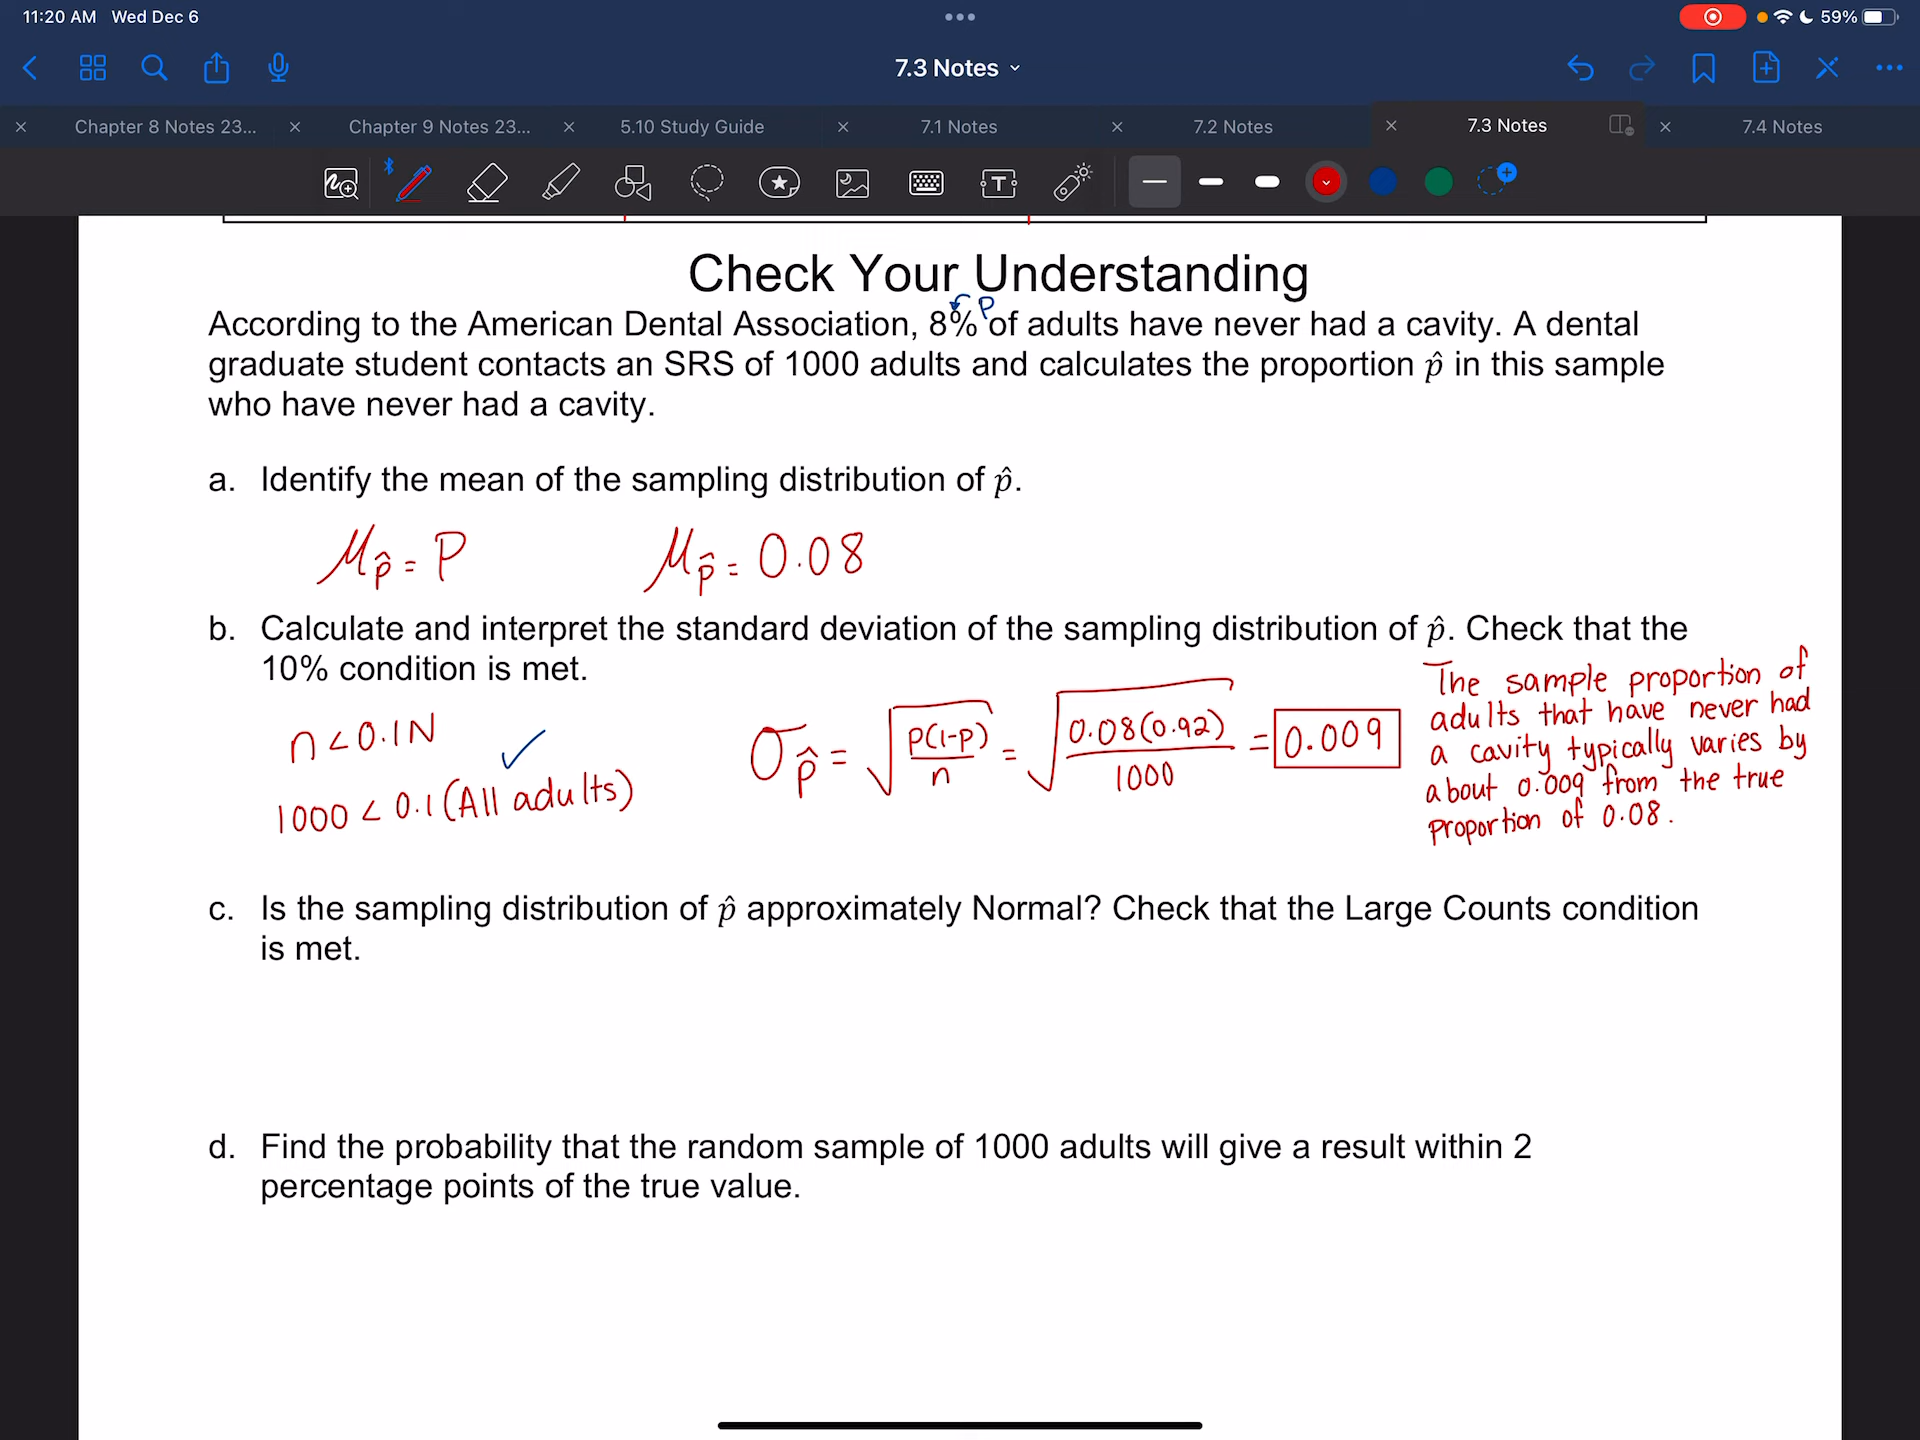 11:20 AM Wed Dec 6
59%
7.3 Notes
Chapter 8 Notes 23...
Chapter 9 Notes 23...
5.10 Study Guide
7.1 Notes
7.2 Notes
7.3 Notes
7.4 Notes
Check Your Understanding
P
According to the American Dental Association, 8% of adults have never had a cavity. A dental
graduate student contacts an SRS of 1000 adults and calculates the proportion p̂ in this sample
who have never had a cavity.
a. Identify the mean of the sampling distribution of p̂.
μp̂ = P
μp̂ = 0.08
b. Calculate and interpret the standard deviation of the sampling distribution of p̂. Check that the
10% condition is met.
n < 0.1N ✓
1000 < 0.1 (All adults)
σp̂ = √(P(1-P)/n) = √(0.08(0.92)/1000) = 0.009
The sample proportion of
adults that have never had
a cavity typically varies by
about 0.009 from the true
proportion of 0.08.
c. Is the sampling distribution of p̂ approximately Normal? Check that the Large Counts condition
is met.
d. Find the probability that the random sample of 1000 adults will give a result within 2
percentage points of the true value.